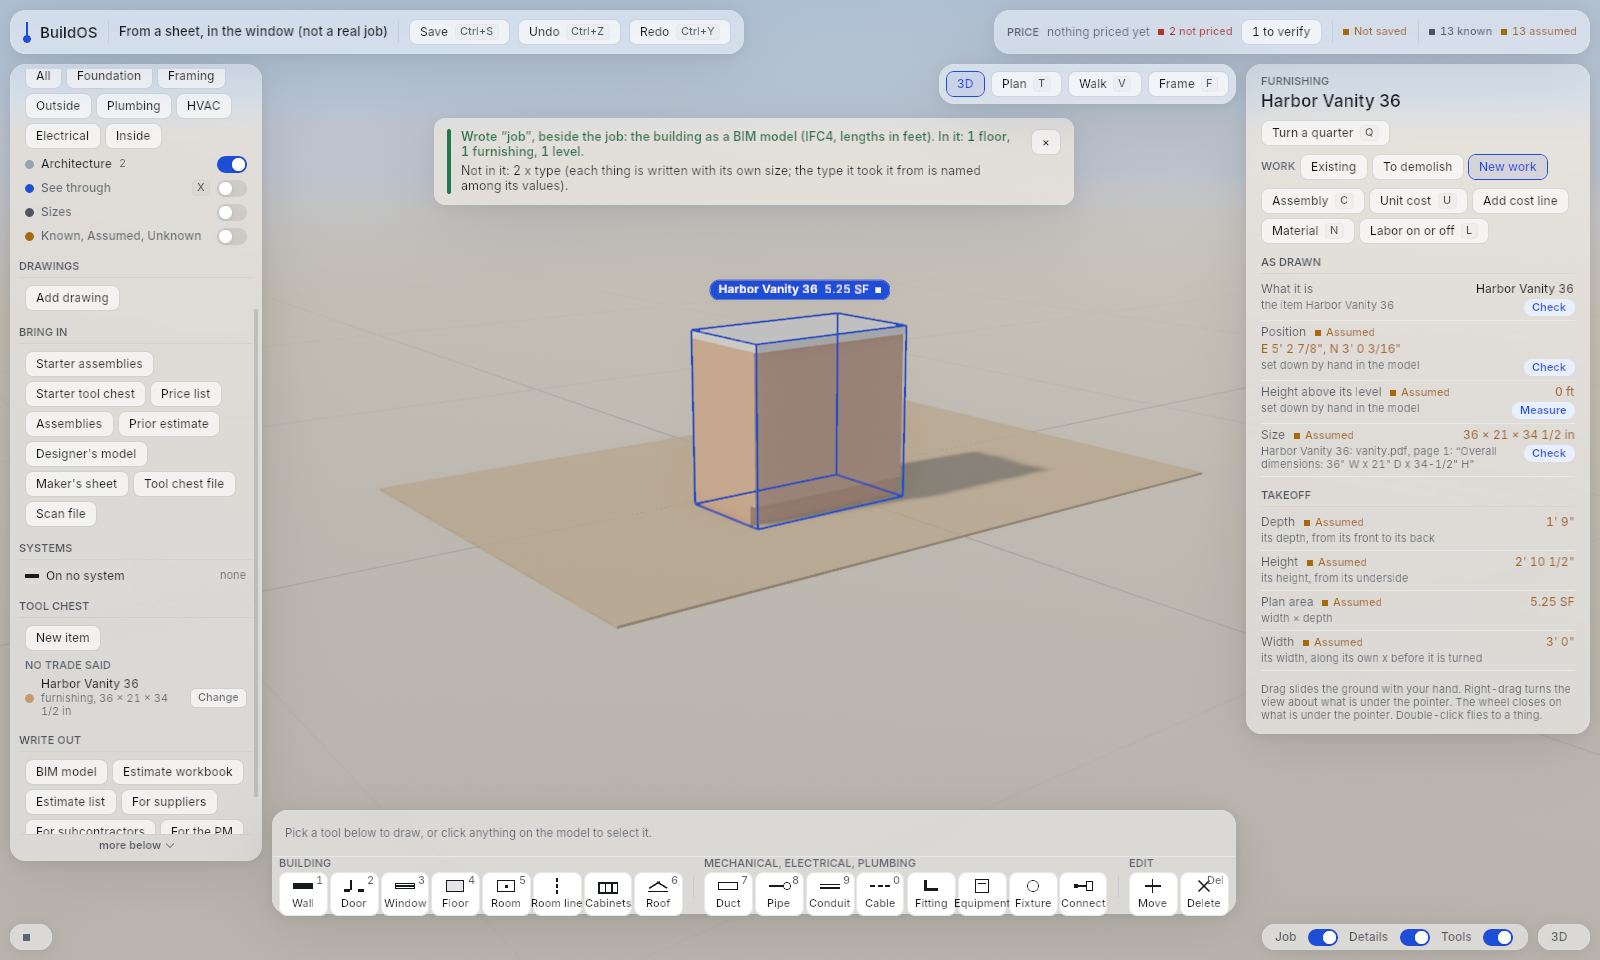 BuildOS
From a sheet, in the window (not a real job)
Save Ctrl+S
Undo Ctrl+Z
Redo Ctrl+Y
PRICE nothing priced yet 2 not priced 1 to verify Not saved 13 known 13 assumed
All Foundation Framing
Outside Plumbing HVAC
Electrical Inside
Architecture 2
See through X
Sizes
Known, Assumed, Unknown
DRAWINGS
Add drawing
BRING IN
Starter assemblies
Starter tool chest Price list
Assemblies Prior estimate
Designer's model
Maker's sheet Tool chest file
Scan file
SYSTEMS
On no system none
TOOL CHEST
New item
NO TRADE SAID
Harbor Vanity 36
furnishing, 36 × 21 × 34
1/2 in
Change
WRITE OUT
BIM model Estimate workbook
Estimate list For suppliers
For subcontractors For the PM
more below
3D Plan T Walk V Frame F
Wrote "job", beside the job: the building as a BIM model (IFC4, lengths in feet). In it: 1 floor,
1 furnishing, 1 level.
Not in it: 2 x type (each thing is written with its own size; the type it took it from is named
among its values).
×
Harbor Vanity 36 5.25 SF
Pick a tool below to draw, or click anything on the model to select it.
BUILDING
Wall 1 Door 2 Window 3 Floor 4 Room 5 Room line Cabinets Roof 6
MECHANICAL, ELECTRICAL, PLUMBING
Duct 7 Pipe 8 Conduit 9 Cable 0 Fitting Equipment Fixture Connect
EDIT
Move Delete Del
FURNISHING
Harbor Vanity 36
Turn a quarter Q
WORK Existing To demolish New work
Assembly C Unit cost U Add cost line
Material N Labor on or off L
AS DRAWN
What it is Harbor Vanity 36
the item Harbor Vanity 36 Check
Position Assumed
E 5' 2 7/8", N 3' 0 3/16"
set down by hand in the model Check
Height above its level Assumed 0 ft
set down by hand in the model Measure
Size Assumed 36 × 21 × 34 1/2 in
Harbor Vanity 36: vanity.pdf, page 1: "Overall
dimensions: 36" W x 21" D x 34-1/2" H"
Check
TAKEOFF
Depth Assumed 1' 9"
its depth, from its front to its back
Height Assumed 2' 10 1/2"
its height, from its underside
Plan area Assumed 5.25 SF
width × depth
Width Assumed 3' 0"
its width, along its own x before it is turned
Drag slides the ground with your hand. Right-drag turns the
view about what is under the pointer. The wheel closes on
what is under the pointer. Double-click flies to a thing.
Job Details Tools 3D